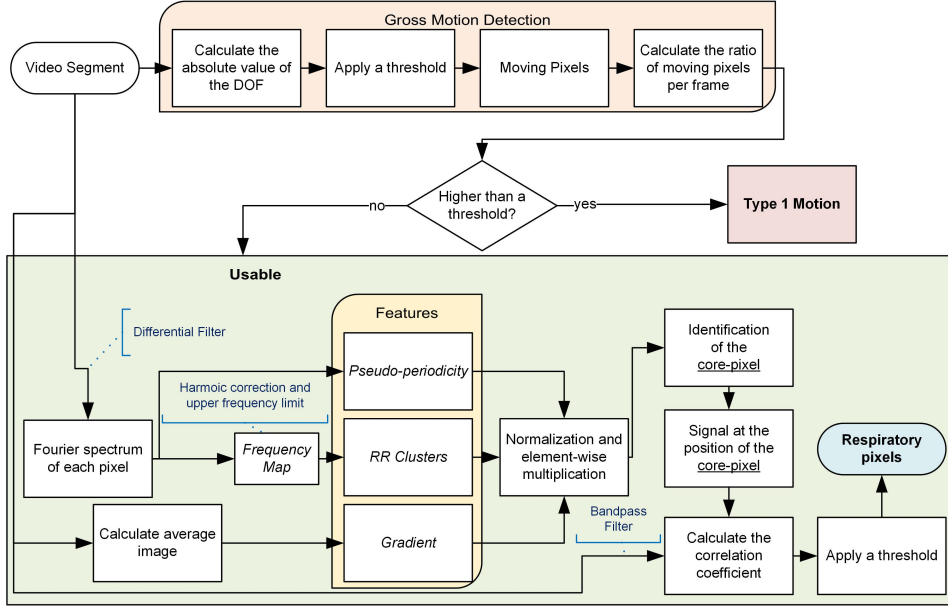 Gross Motion Detection
Video Segment
Calculate the
absolute value of
the DOF
Apply a threshold
Moving Pixels
Calculate the ratio
of moving pixels
per frame
Higher than a
threshold?
no
yes
Type 1 Motion
Usable
Differential Filter
Features
Harmoic correction and
upper frequency limit
Pseudo-periodicity
Identification
of the
core-pixel
Fourier spectrum
of each pixel
Frequency
Map
RR Clusters
Normalization and
element-wise
multiplication
Signal at the
position of the
core-pixel
Respiratory
pixels
Calculate average
image
Gradient
Bandpass
Filter
Calculate the
correlation
coefficient
Apply a threshold